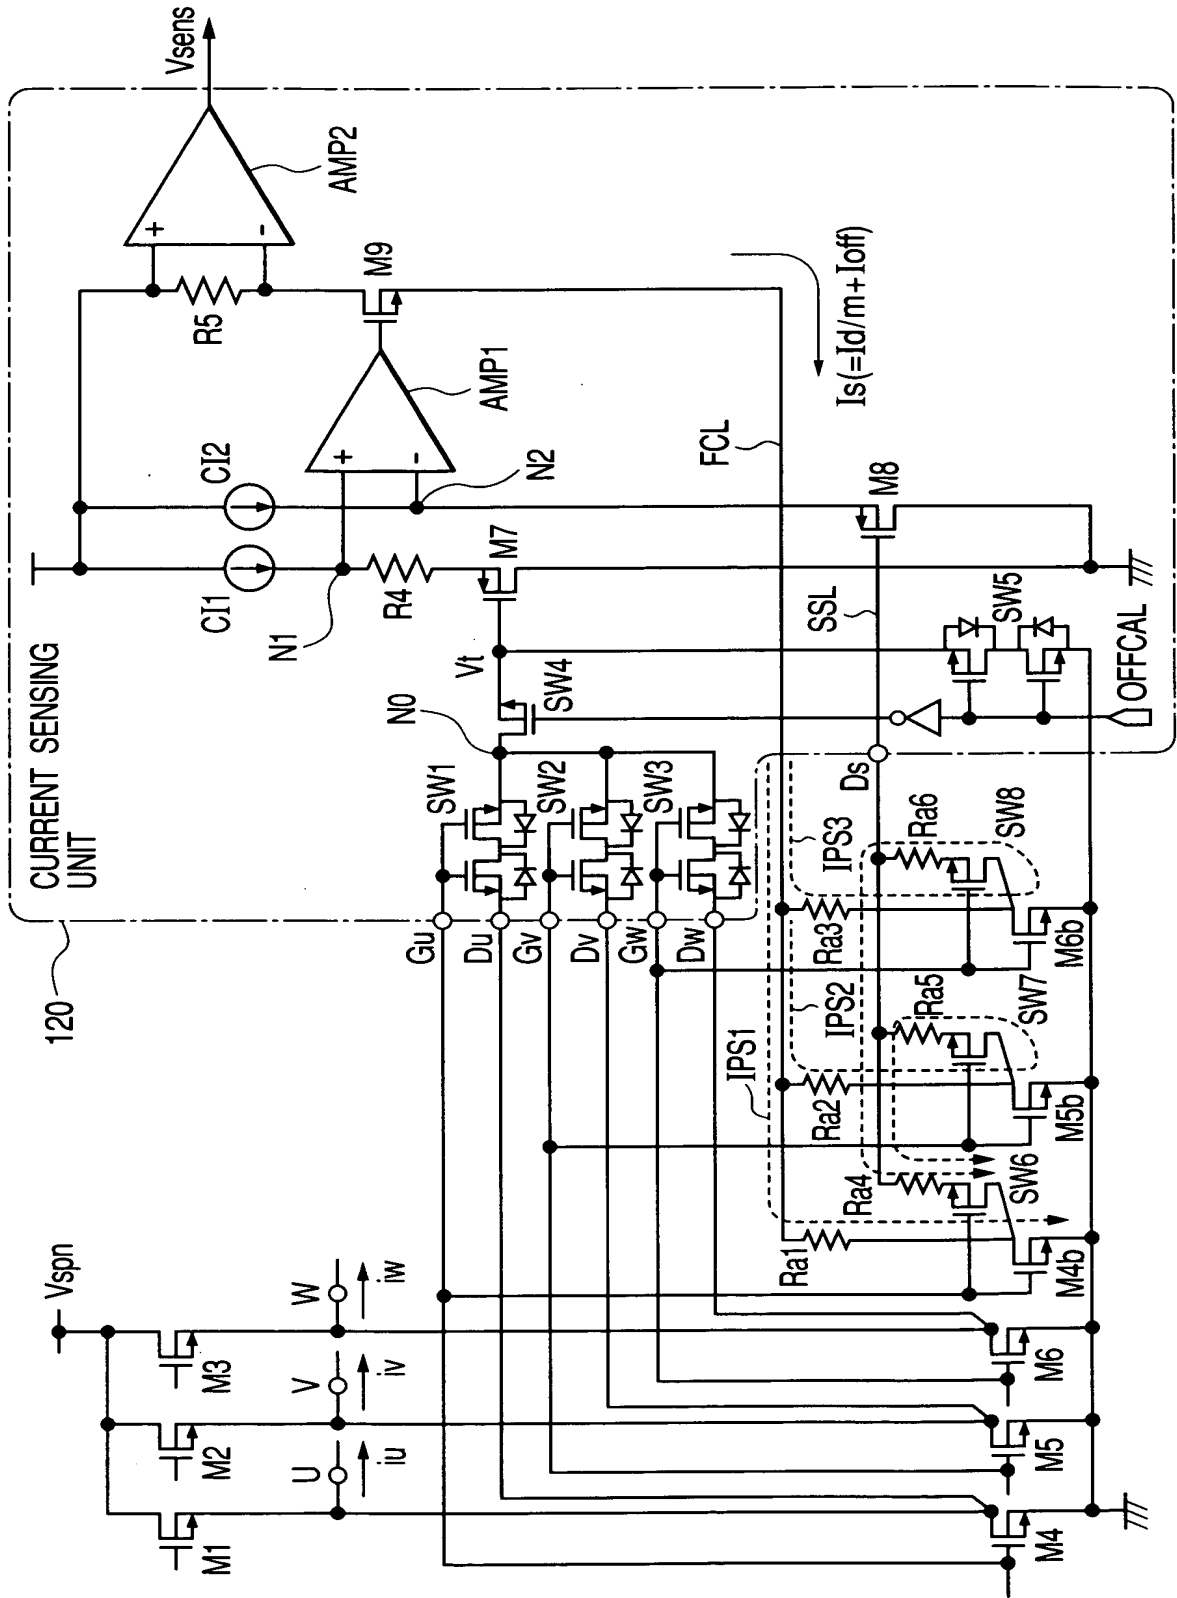 Vsens
CURRENT SENSING
UNIT
120
AMP2
+
-
R5
M9
AMP1
+
-
CI2
CI1
N2
N1
R4
M7
Vt
N0
SW4
SW1
SW2
SW3
Gu
Du
Gv
Dv
Gw
Dw
Is(=Id/m+Ioff)
FCL
M8
SSL
SW5
OFFCAL
Ds
IPS3
IPS2
IPS1
Ra6
SW8
Ra3
M6b
Ra5
SW7
Ra2
M5b
Ra4
SW6
Ra1
M4b
Vspn
W
iw
V
iv
U
iu
M3
M2
M1
M6
M5
M4